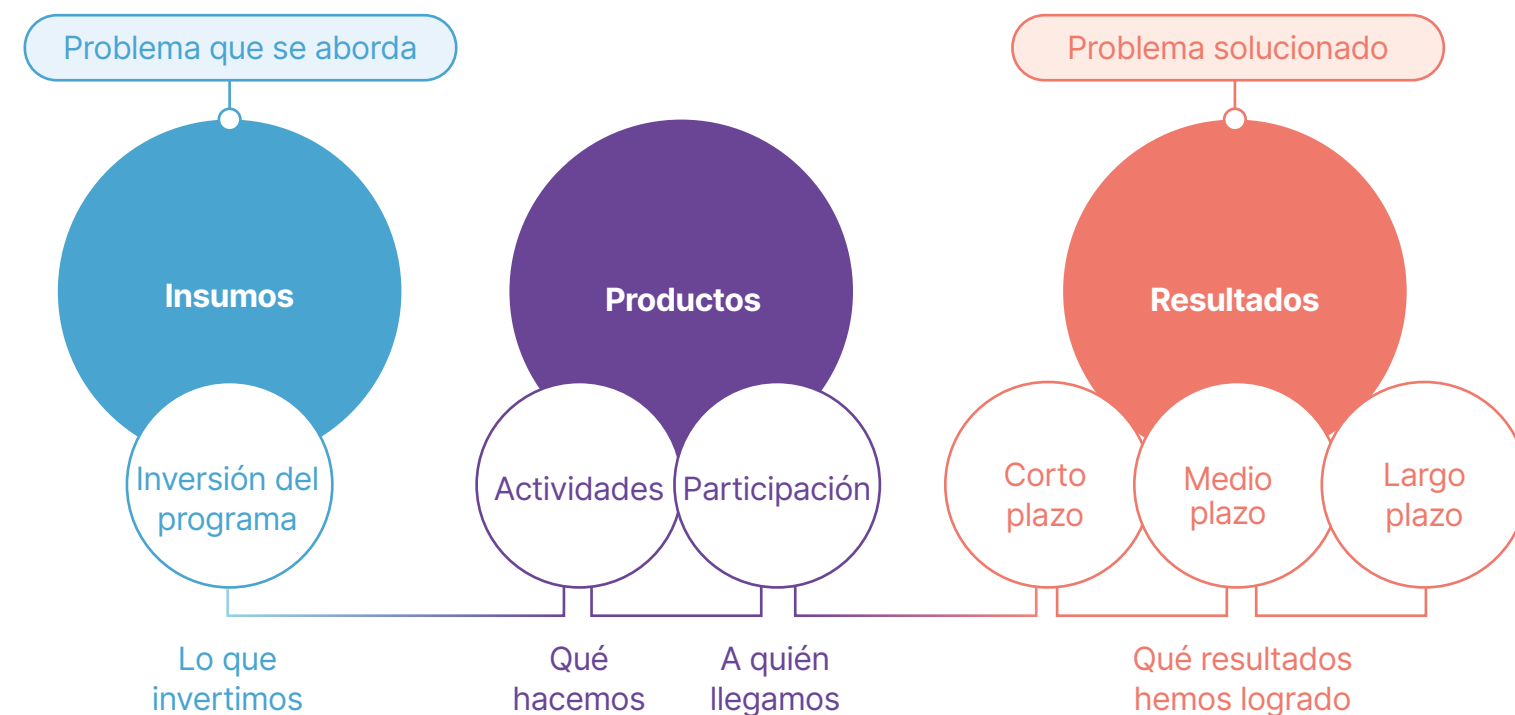 Problema que se aborda
Problema solucionado
Insumos
Productos
Resultados
Inversión del
programa
Actividades
Participación
Corto
plazo
Medio
plazo
Largo
plazo
Lo que
invertimos
Qué
hacemos
A quién
llegamos
Qué resultados
hemos logrado